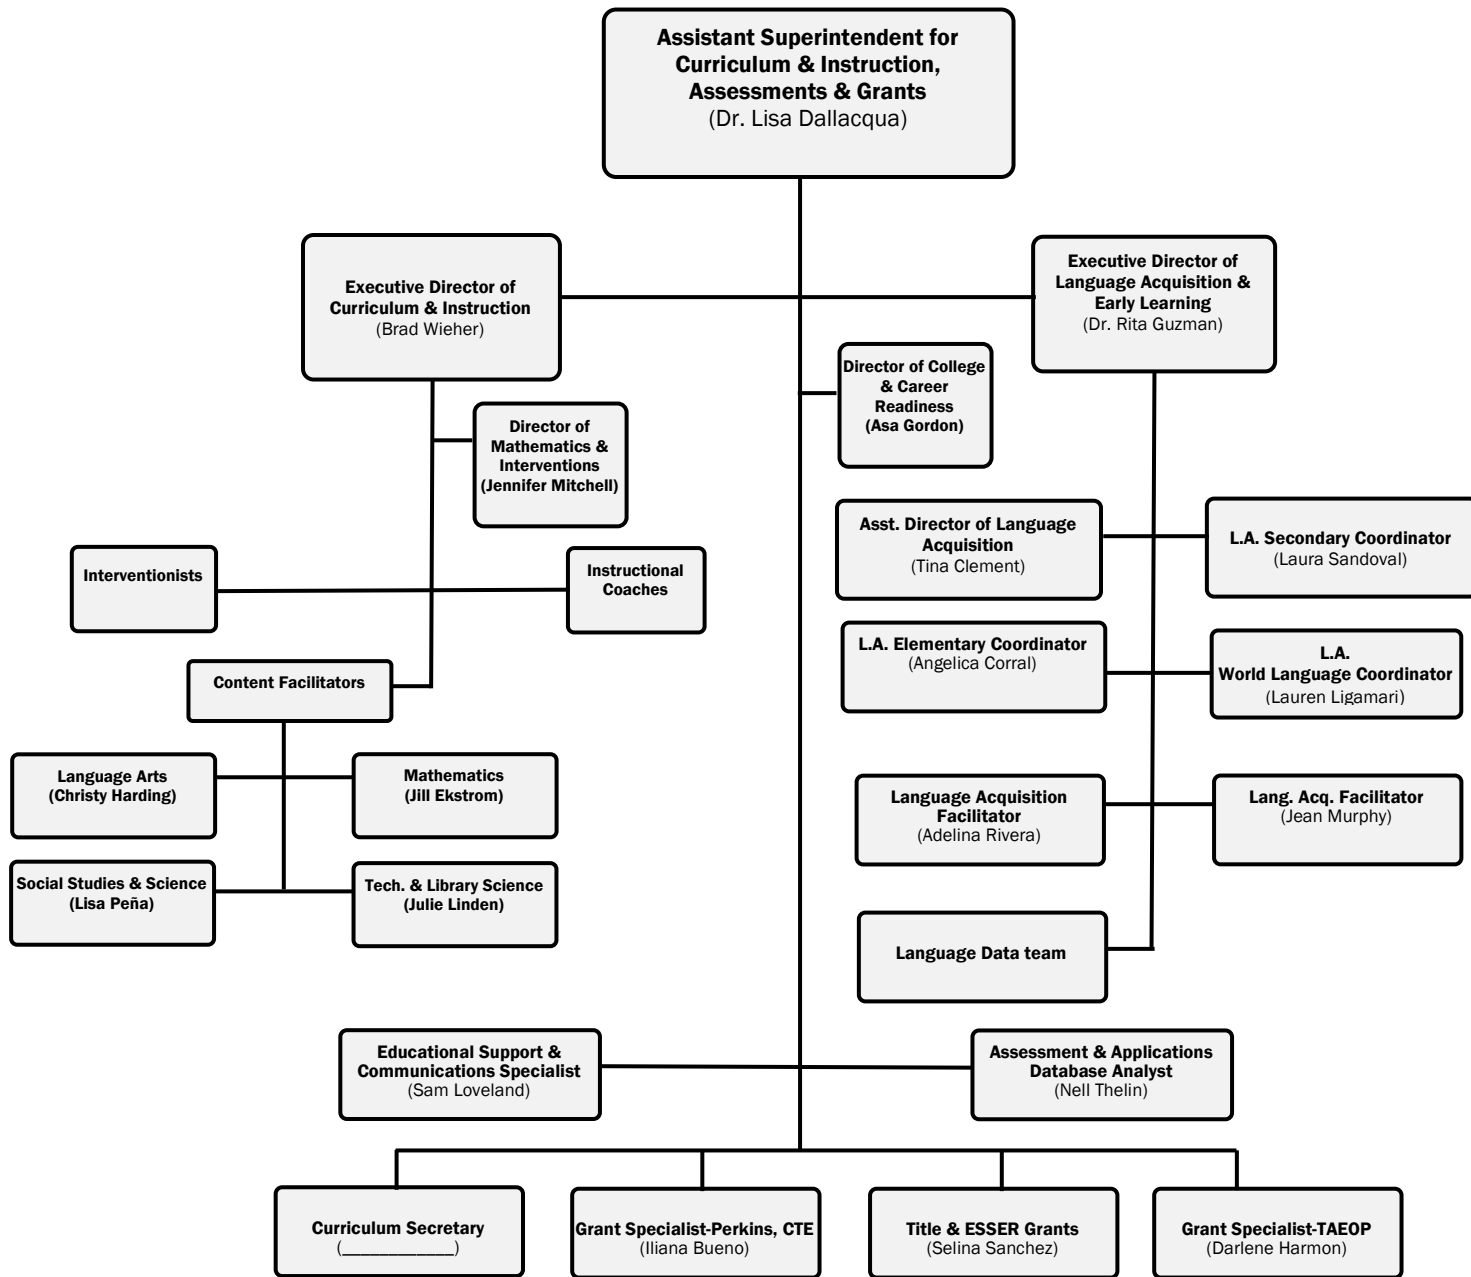 Assistant Superintendent for
Curriculum & Instruction,
Assessments & Grants
(Dr. Lisa Dallacqua)
Executive Director of
Curriculum & Instruction
(Brad Wieher)
Executive Director of
Language Acquisition &
Early Learning
(Dr. Rita Guzman)
Director of College
& Career
Readiness
(Asa Gordon)
Director of
Mathematics &
Interventions
(Jennifer Mitchell)
Asst. Director of Language
Acquisition
(Tina Clement)
L.A. Secondary Coordinator
(Laura Sandoval)
Interventionists
Instructional
Coaches
L.A. Elementary Coordinator
(Angelica Corral)
L.A.
World Language Coordinator
(Lauren Ligamari)
Content Facilitators
Language Arts
(Christy Harding)
Mathematics
(Jill Ekstrom)
Language Acquisition
Facilitator
(Adelina Rivera)
Lang. Acq. Facilitator
(Jean Murphy)
Social Studies & Science
(Lisa Peña)
Tech. & Library Science
(Julie Linden)
Language Data team
Educational Support &
Communications Specialist
(Sam Loveland)
Assessment & Applications
Database Analyst
(Nell Thelin)
Curriculum Secretary
(____________)
Grant Specialist-Perkins, CTE
(Iliana Bueno)
Title & ESSER Grants
(Selina Sanchez)
Grant Specialist-TAEOP
(Darlene Harmon)